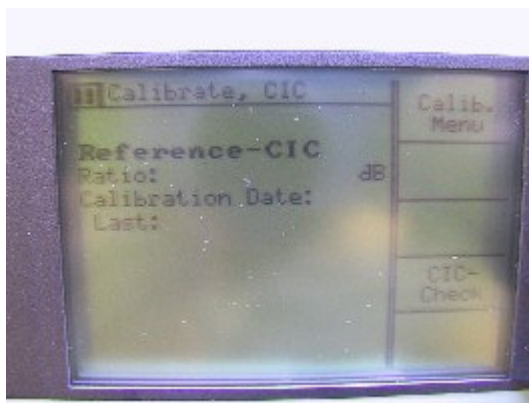 Calibrate, CIC
Reference-CIC
Ratio: dB
Calibration Date:
Last:
Calib.
Menu
CIC-
Check